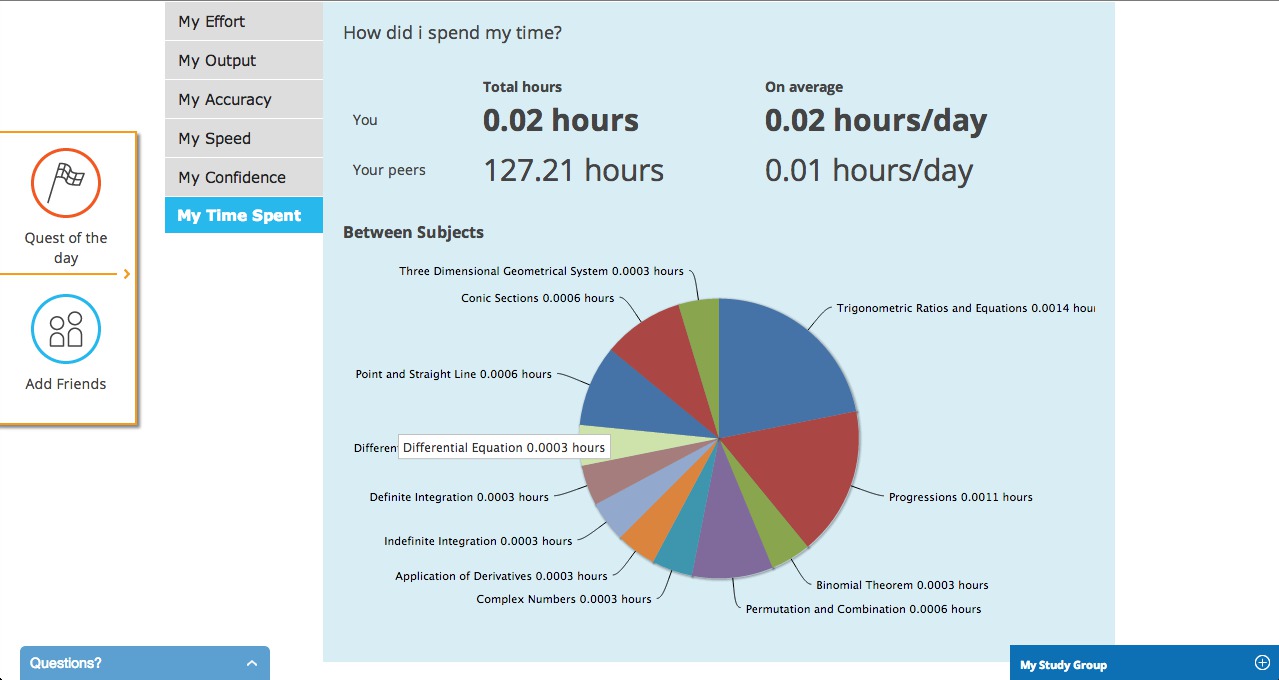 My Effort
My Output
My Accuracy
My Speed
My Confidence
My Time Spent
Quest of the
day
Add Friends
How did i spend my time?
Total hours On average
You 0.02 hours 0.02 hours/day
Your peers 127.21 hours 0.01 hours/day
Between Subjects
Three Dimensional Geometrical System 0.0003 hours
Conic Sections 0.0006 hours
Trigonometric Ratios and Equations 0.0014 hour
Point and Straight Line 0.0006 hours
Differen
Differential Equation 0.0003 hours
Definite Integration 0.0003 hours
Progressions 0.0011 hours
Indefinite Integration 0.0003 hours
Application of Derivatives 0.0003 hours
Binomial Theorem 0.0003 hours
Complex Numbers 0.0003 hours
Permutation and Combination 0.0006 hours
Questions?
My Study Group